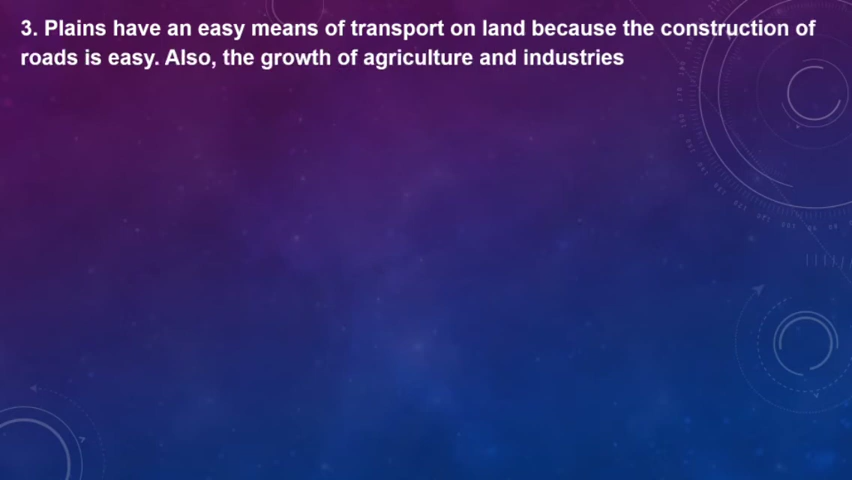 3. Plains have an easy means of transport on land because the construction of
roads is easy. Also, the growth of agriculture and industries